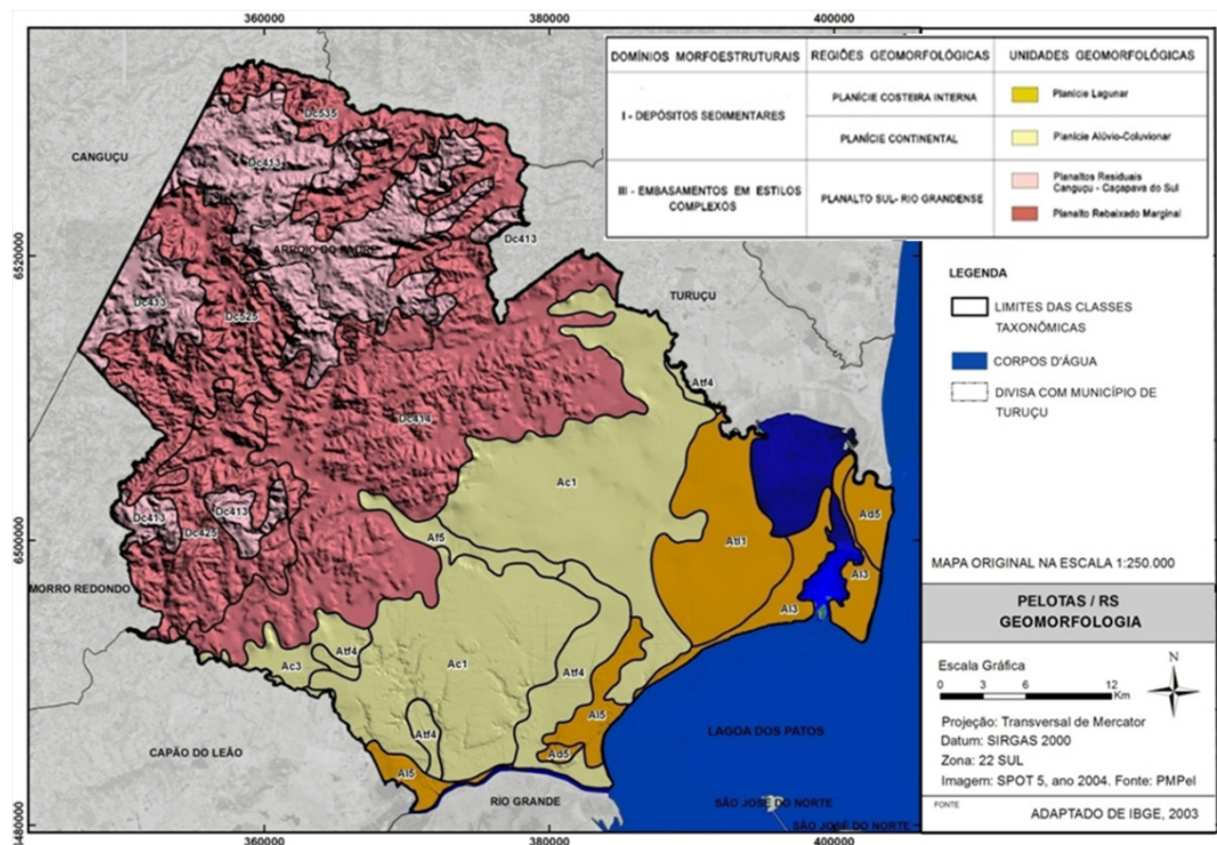 360000
380000
400000
DOMÍNIOS MORFOESTRUTURAIS
REGIÕES GEOMORFOLÓGICAS
UNIDADES GEOMORFOLÓGICAS
I - DEPÓSITOS SEDIMENTARES
PLANÍCIE COSTEIRA INTERNA
Planície Lagunar
PLANÍCIE CONTINENTAL
Planície Alúvio-Coluvionar
III - EMBASAMENTOS EM ESTILOS
COMPLEXOS
PLANALTO SUL- RIO GRANDENSE
Planaltos Residuais
Canguçu - Caçapava do Sul
Planalto Rebaixado Marginal
CANGUÇU
Dc535
Dc413
ARROIO DO PADRE
Dc413
6520000
6520000
Dc413
Dc525
TURUÇU
Atf4
Dc414
Ac1
Dc413
Dc425
Dc413
Af5
Atl1
Ad5
Al3
6500000
6500000
MORRO REDONDO
Al3
Ac3
Atf4
Ac1
Atf4
Al5
Atf4
Ad5
Al5
CAPÃO DO LEÃO
LAGOA DOS PATOS
RIO GRANDE
SÃO JOSÉ DO NORTE
SÃO JOSÉ DO NORTE
6480000
6480000
360000
380000
400000
LEGENDA
LIMITES DAS CLASSES
TAXONÔMICAS
CORPOS D'ÁGUA
DIVISA COM MUNICÍPIO DE
TURUÇU
MAPA ORIGINAL NA ESCALA 1:250.000
PELOTAS / RS
GEOMORFOLOGIA
Escala Gráfica
0 3 6 12
Km
N
Projeção: Transversal de Mercator
Datum: SIRGAS 2000
Zona: 22 SUL
Imagem: SPOT 5, ano 2004. Fonte: PMPel
FONTE
ADAPTADO DE IBGE, 2003